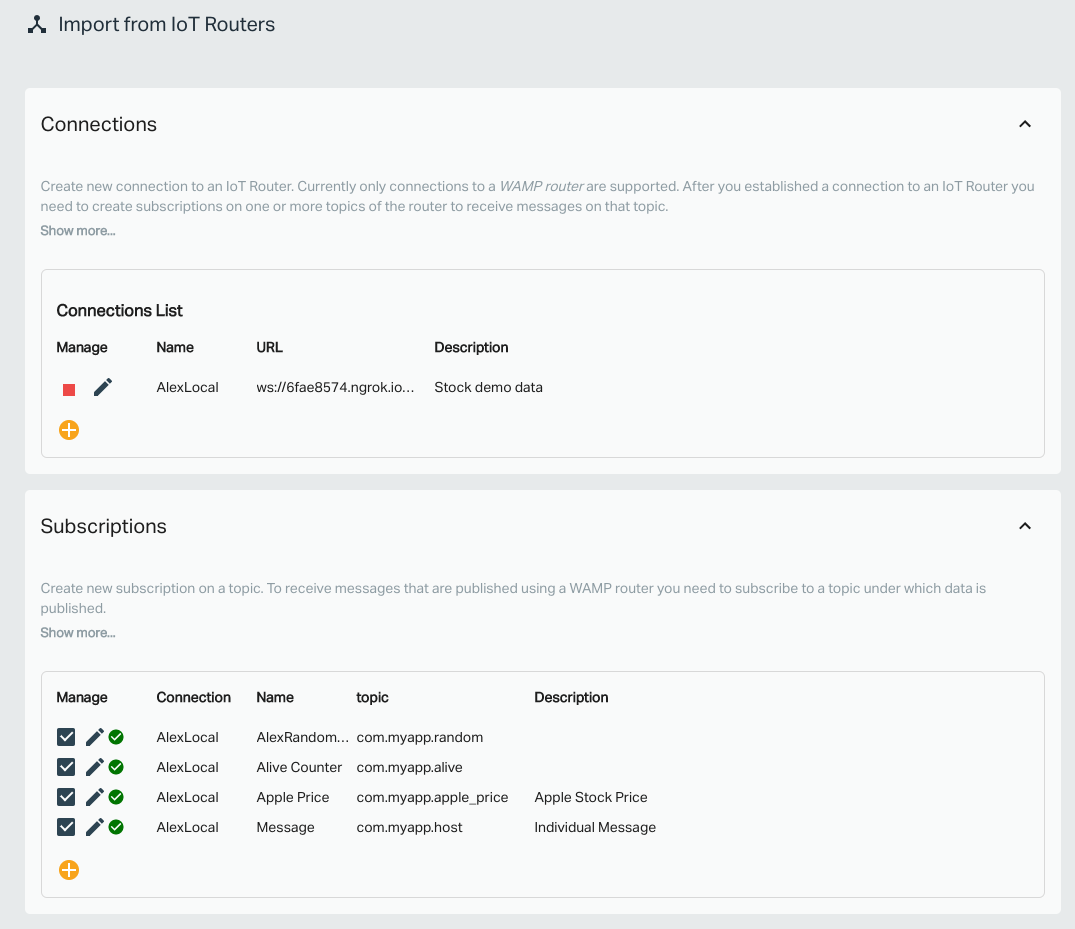 Import from IoT Routers
Connections
Create new connection to an IoT Router. Currently only connections to a WAMP router are supported. After you established a connection to an IoT Router you
need to create subscriptions on one or more topics of the router to receive messages on that topic.
Show more...
Connections List
Manage Name URL Description
AlexLocal ws://6fae8574.ngrok.io... Stock demo data
Subscriptions
Create new subscription on a topic. To receive messages that are published using a WAMP router you need to subscribe to a topic under which data is
published.
Show more...
Manage Connection Name topic Description
AlexLocal AlexRandom... com.myapp.random
AlexLocal Alive Counter com.myapp.alive
AlexLocal Apple Price com.myapp.apple_price Apple Stock Price
AlexLocal Message com.myapp.host Individual Message